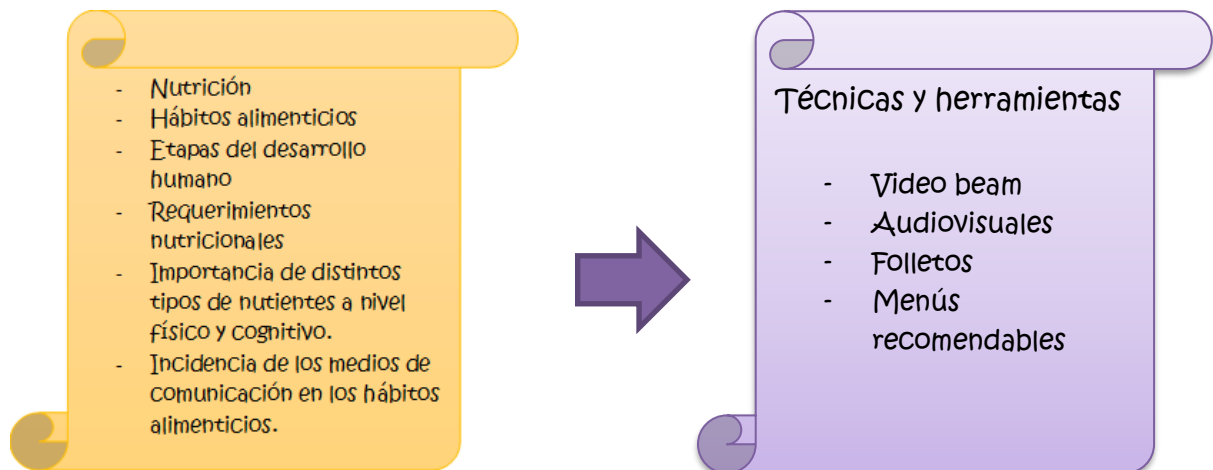 - Nutrición
- Hábitos alimenticios
- Etapas del desarrollo
humano
- Requerimientos
nutricionales
- Importancia de distintos
tipos de nutientes a nivel
físico y cognitivo.
- Incidencia de los medios de
comunicación en los hábitos
alimenticios.
Técnicas y herramientas
- Video beam
- Audiovisuales
- Folletos
- Menús
recomendables